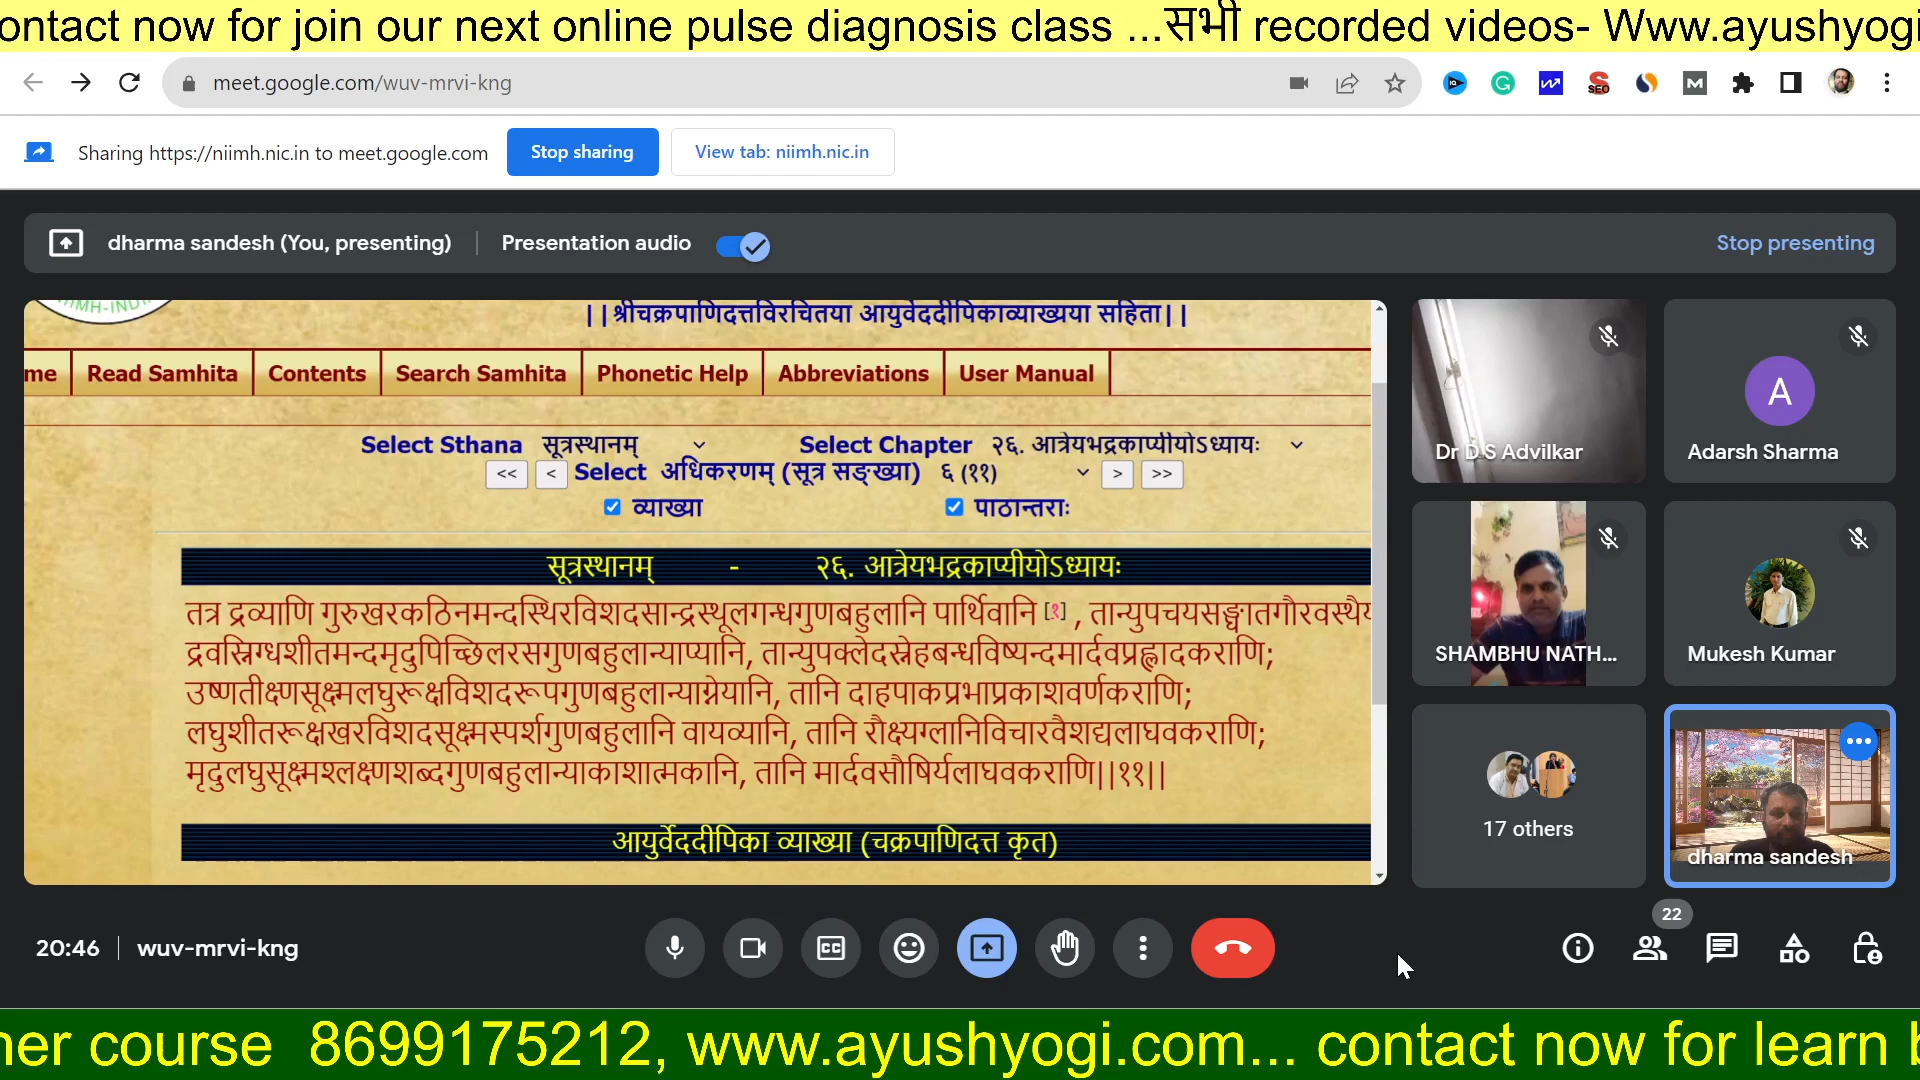 ontact now for join our next online pulse diagnosis class ...सभी recorded videos- Www.ayushyogi
meet.google.com/wuv-mrvi-kng
Sharing https://niimh.nic.in to meet.google.com
Stop sharing
View tab: niimh.nic.in
dharma sandesh (You, presenting)
Presentation audio
Stop presenting
IIMH-INDI
||श्रीचक्रपाणिदत्तविरचितया आयुर्वेददीपिकाव्याख्यया सहिता||
me Read Samhita Contents Search Samhita Phonetic Help Abbreviations User Manual
Select Sthana सूत्रस्थानम् Select Chapter २६. आत्रेयभद्रकाप्यीयोऽध्यायः
<< < Select अधिकरणम् (सूत्र सङ्ख्या) ६ (११) > >>
व्याख्या पाठान्तराः
सूत्रस्थानम् - २६. आत्रेयभद्रकाप्यीयोऽध्यायः
तत्र द्रव्याणि गुरुखरकठिनमन्दस्थिरविशदसान्द्रस्थूलगन्धगुणबहुलानि पार्थिवानि [१] , तान्युपचयसङ्घातगौरवस्थैय
द्रवस्निग्धशीतमन्दमृदुपिच्छिलरसगुणबहुलान्याप्यानि, तान्युपक्लेदस्नेहबन्धविष्यन्दमार्दवप्रह्लादकराणि;
उष्णतीक्ष्णसूक्ष्मलघुरूक्षविशदरूपगुणबहुलान्याग्नेयानि, तानि दाहपाकप्रभाप्रकाशवर्णकराणि;
लघुशीतरूक्षखरविशदसूक्ष्मस्पर्शगुणबहुलानि वायव्यानि, तानि रौक्ष्यग्लानिविचारवैशद्यलाघवकराणि;
मृदुलघुसूक्ष्मश्लक्ष्णशब्दगुणबहुलान्याकाशात्मकानि, तानि मार्दवसौषिर्यलाघवकराणि||११||
आयुर्वेददीपिका व्याख्या (चक्रपाणिदत्त कृत)
Dr D S Advilkar
A
Adarsh Sharma
SHAMBHU NATH...
Mukesh Kumar
17 others
dharma sandesh
20:46
wuv-mrvi-kng
22
her course 8699175212, www.ayushyogi.com... contact now for learn b